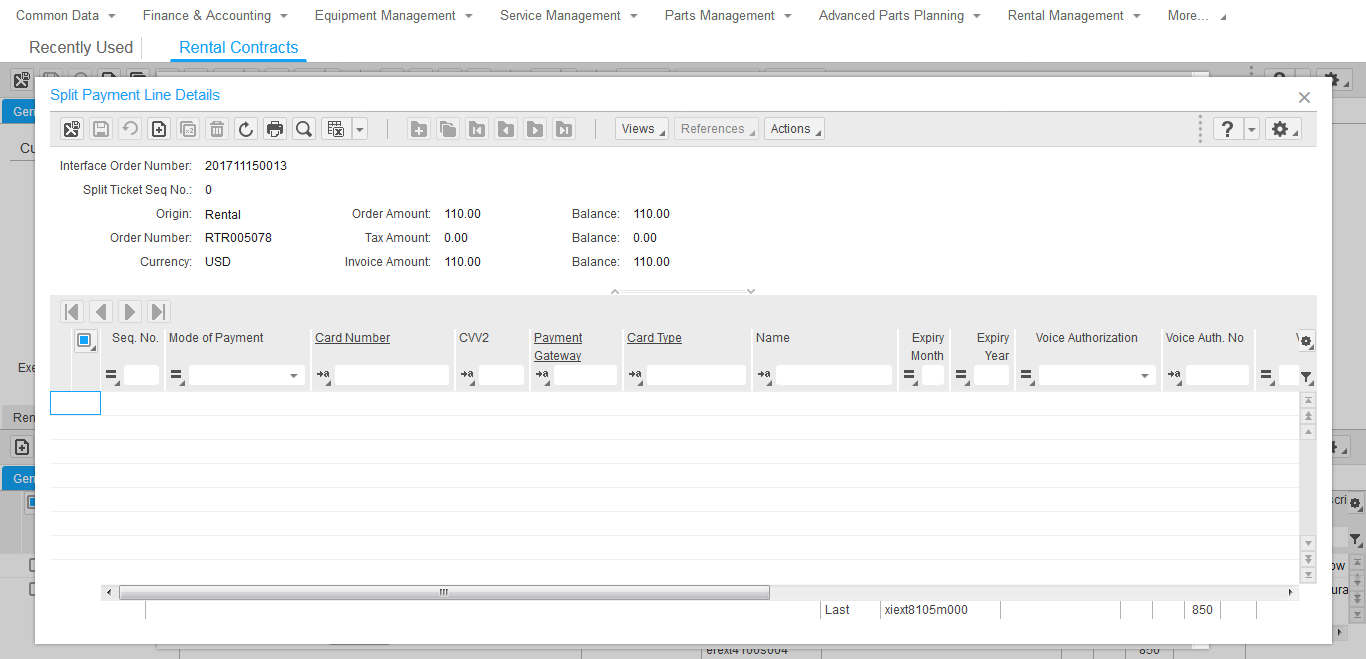 Common Data Finance & Accounting Equipment Management Service Management Parts Management Advanced Parts Planning Rental Management More...
Recently Used Rental Contracts
Split Payment Line Details
Views References Actions
Interface Order Number: 201711150013
Split Ticket Seq No.: 0
Origin: Rental Order Amount: 110.00 Balance: 110.00
Order Number: RTR005078 Tax Amount: 0.00 Balance: 0.00
Currency: USD Invoice Amount: 110.00 Balance: 110.00
Seq. No. Mode of Payment Card Number CVV2 Payment Gateway Card Type Name Expiry Month Expiry Year Voice Authorization Voice Auth. No
Last xiext8105m000 850
Gen
Cu
Exe
Ren
Gen
scri
ow
ura
erext4100s004 850